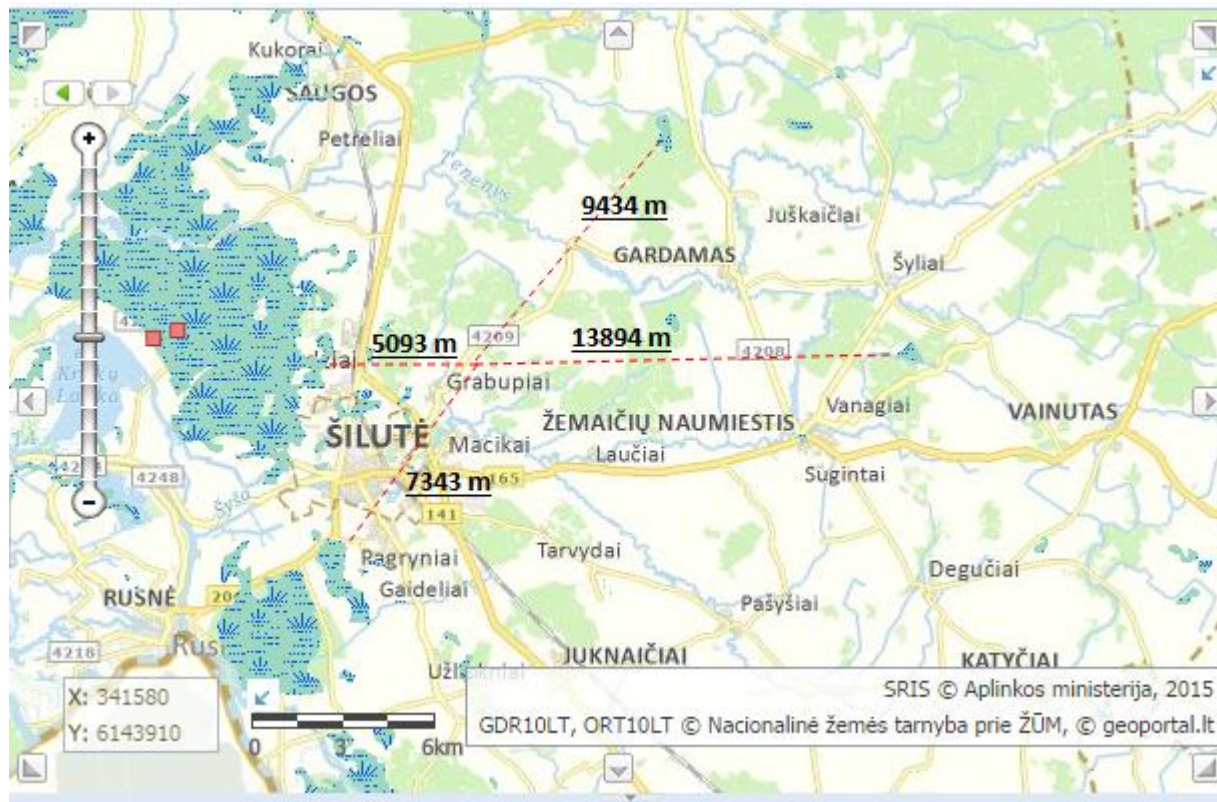 Kukorai
SAUGOS
Petreliai
Tenenys
9434 m
Juškaičiai
GARDAMAS
Šyliai
4209
5093 m
13894 m
4208
Grabupiai
Vanagiai
VAINUTAS
ŽEMAIČIŲ NAUMIESTIS
ŠILUTĖ
Macikai
Laučiai
Sugintai
4248
7343 m
165
Šyša
141
Pagryniai
Tarvydai
Degučiai
Gaideliai
RUSNĖ
Pašyšiai
4218
JUKNAIČIAI
KATYČIAI
X: 341580
Y: 6143910
0 3 6km
SRIS © Aplinkos ministerija, 2015
GDR10LT, ORT10LT © Nacionalinė žemės tarnyba prie ŽŪM, © geoportal.lt